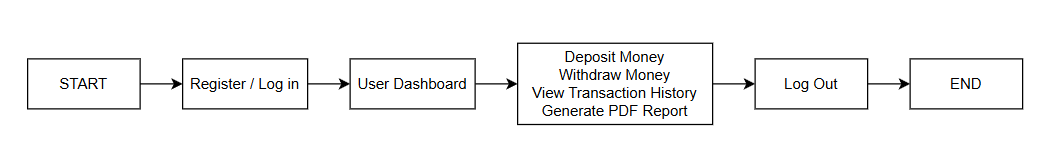 START
Register / Log in
User Dashboard
Deposit Money
Withdraw Money
View Transaction History
Generate PDF Report
Log Out
END